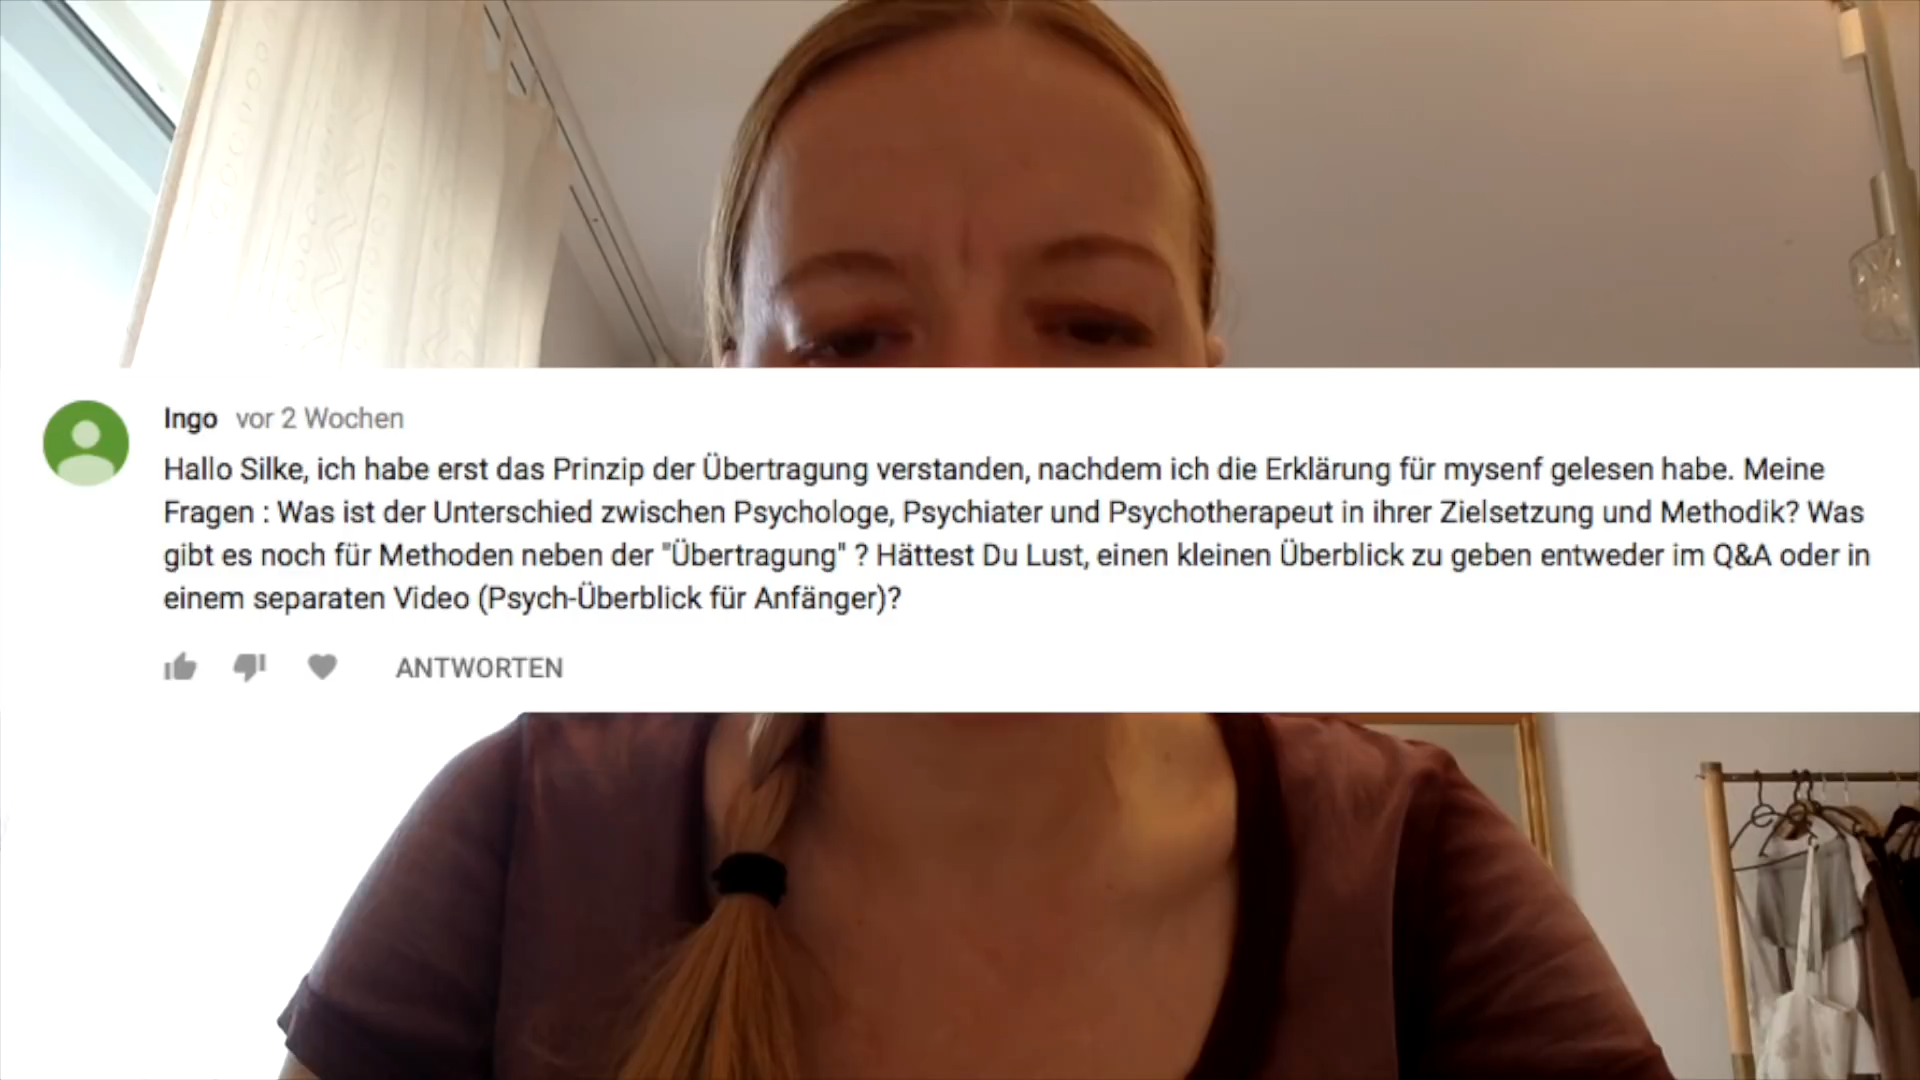 Ingo vor 2 Wochen
Hallo Silke, ich habe erst das Prinzip der Übertragung verstanden, nachdem ich die Erklärung für mysenf gelesen habe. Meine
Fragen : Was ist der Unterschied zwischen Psychologe, Psychiater und Psychotherapeut in ihrer Zielsetzung und Methodik? Was
gibt es noch für Methoden neben der "Übertragung" ? Hättest Du Lust, einen kleinen Überblick zu geben entweder im Q&A oder in
einem separaten Video (Psych-Überblick für Anfänger)?
ANTWORTEN